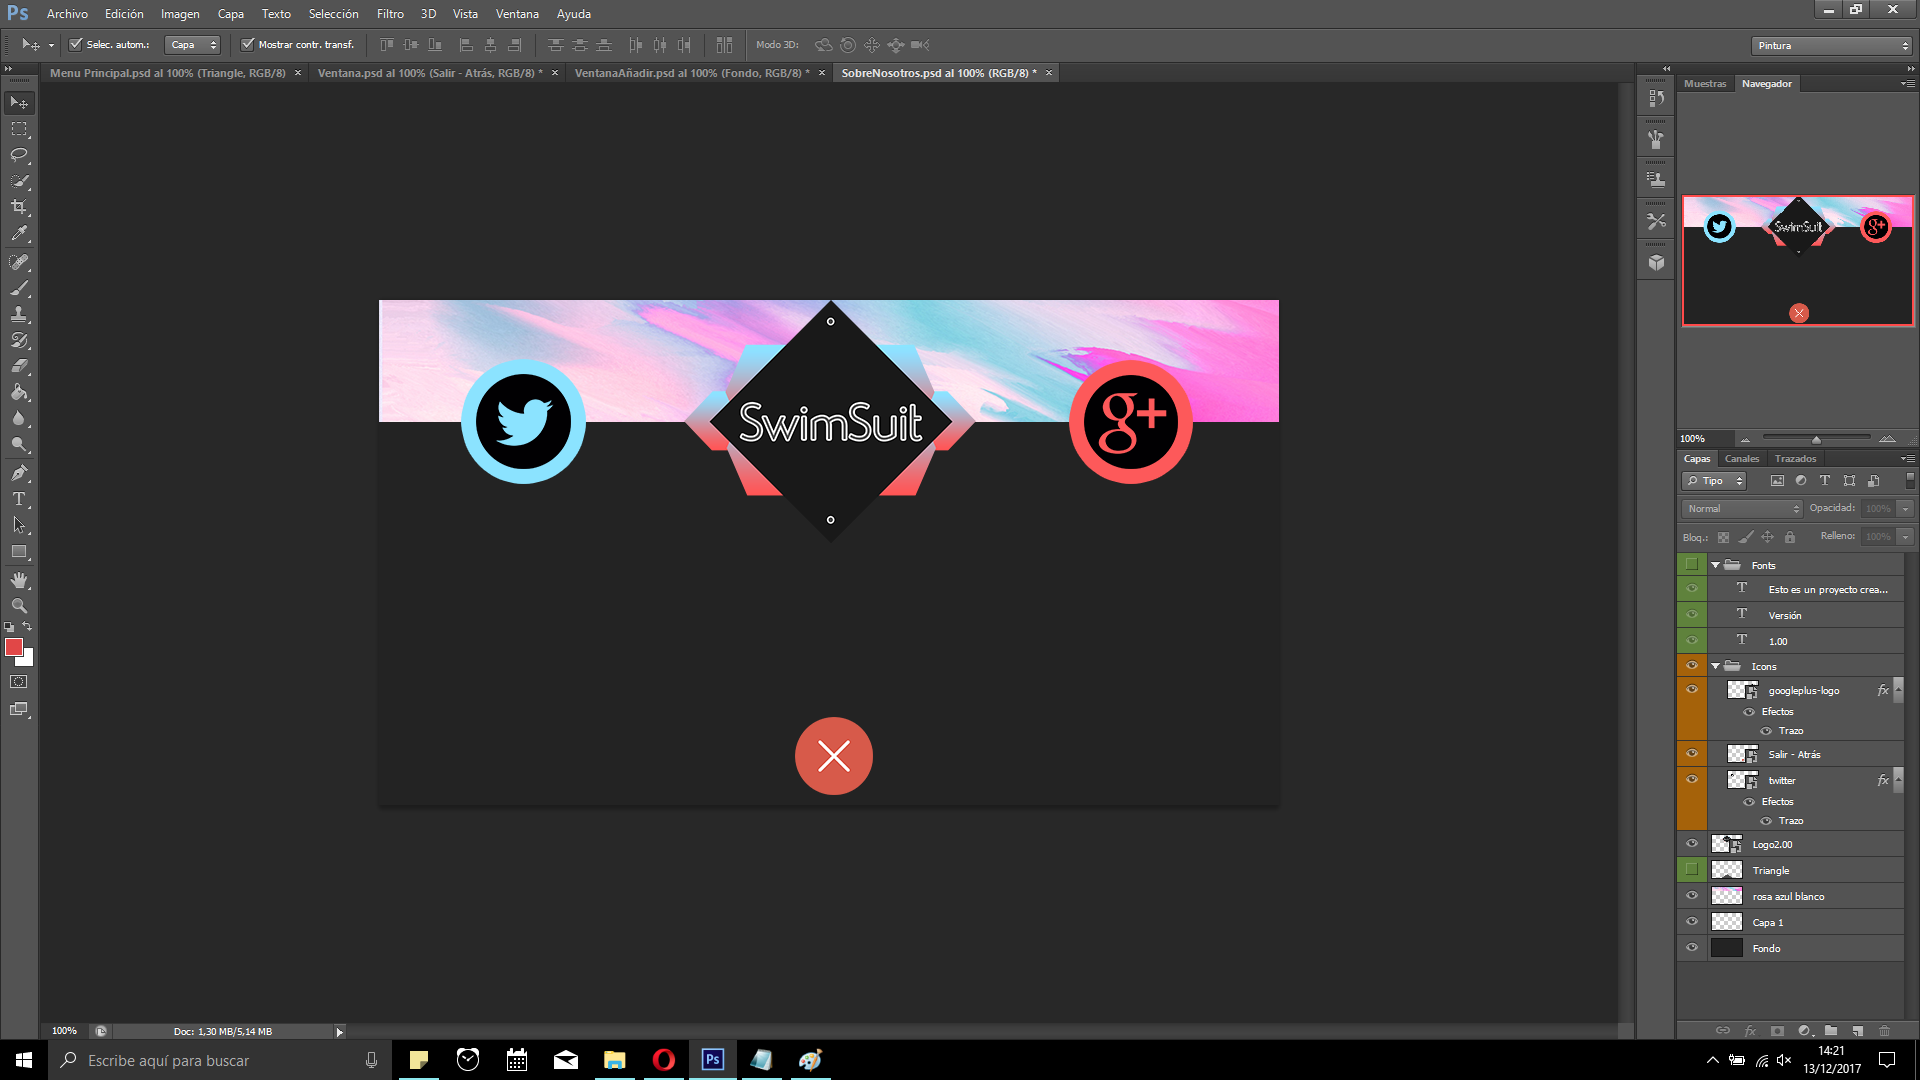 Ps Archivo Edición Imagen Capa Texto Selección Filtro 3D Vista Ventana Ayuda
Selec. autom.: Capa Mostrar contr. transf. Modo 3D: Pintura
Menu Principal.psd al 100% (Triangle, RGB/8) × Ventana.psd al 100% (Salir - Atrás, RGB/8) * × VentanaAñadir.psd al 100% (Fondo, RGB/8) * × SobreNosotros.psd al 100% (RGB/8) * ×
Muestras Navegador
SwimSuit g+
SwimSuit
g+
100%
Capas Canales Trazados
Tipo T
Normal Opacidad: 100%
Bloq.: Relleno: 100%
Fonts
T Esto es un proyecto crea...
T Versión
T 1.00
Icons
googleplus-logo fx
Efectos
Trazo
Salir - Atrás
twitter fx
Efectos
Trazo
Logo2.00
Triangle
rosa azul blanco
Capa 1
Fondo
100% Doc: 1,30 MB/5,14 MB
fx
Escribe aquí para buscar
Ps
14:21
13/12/2017